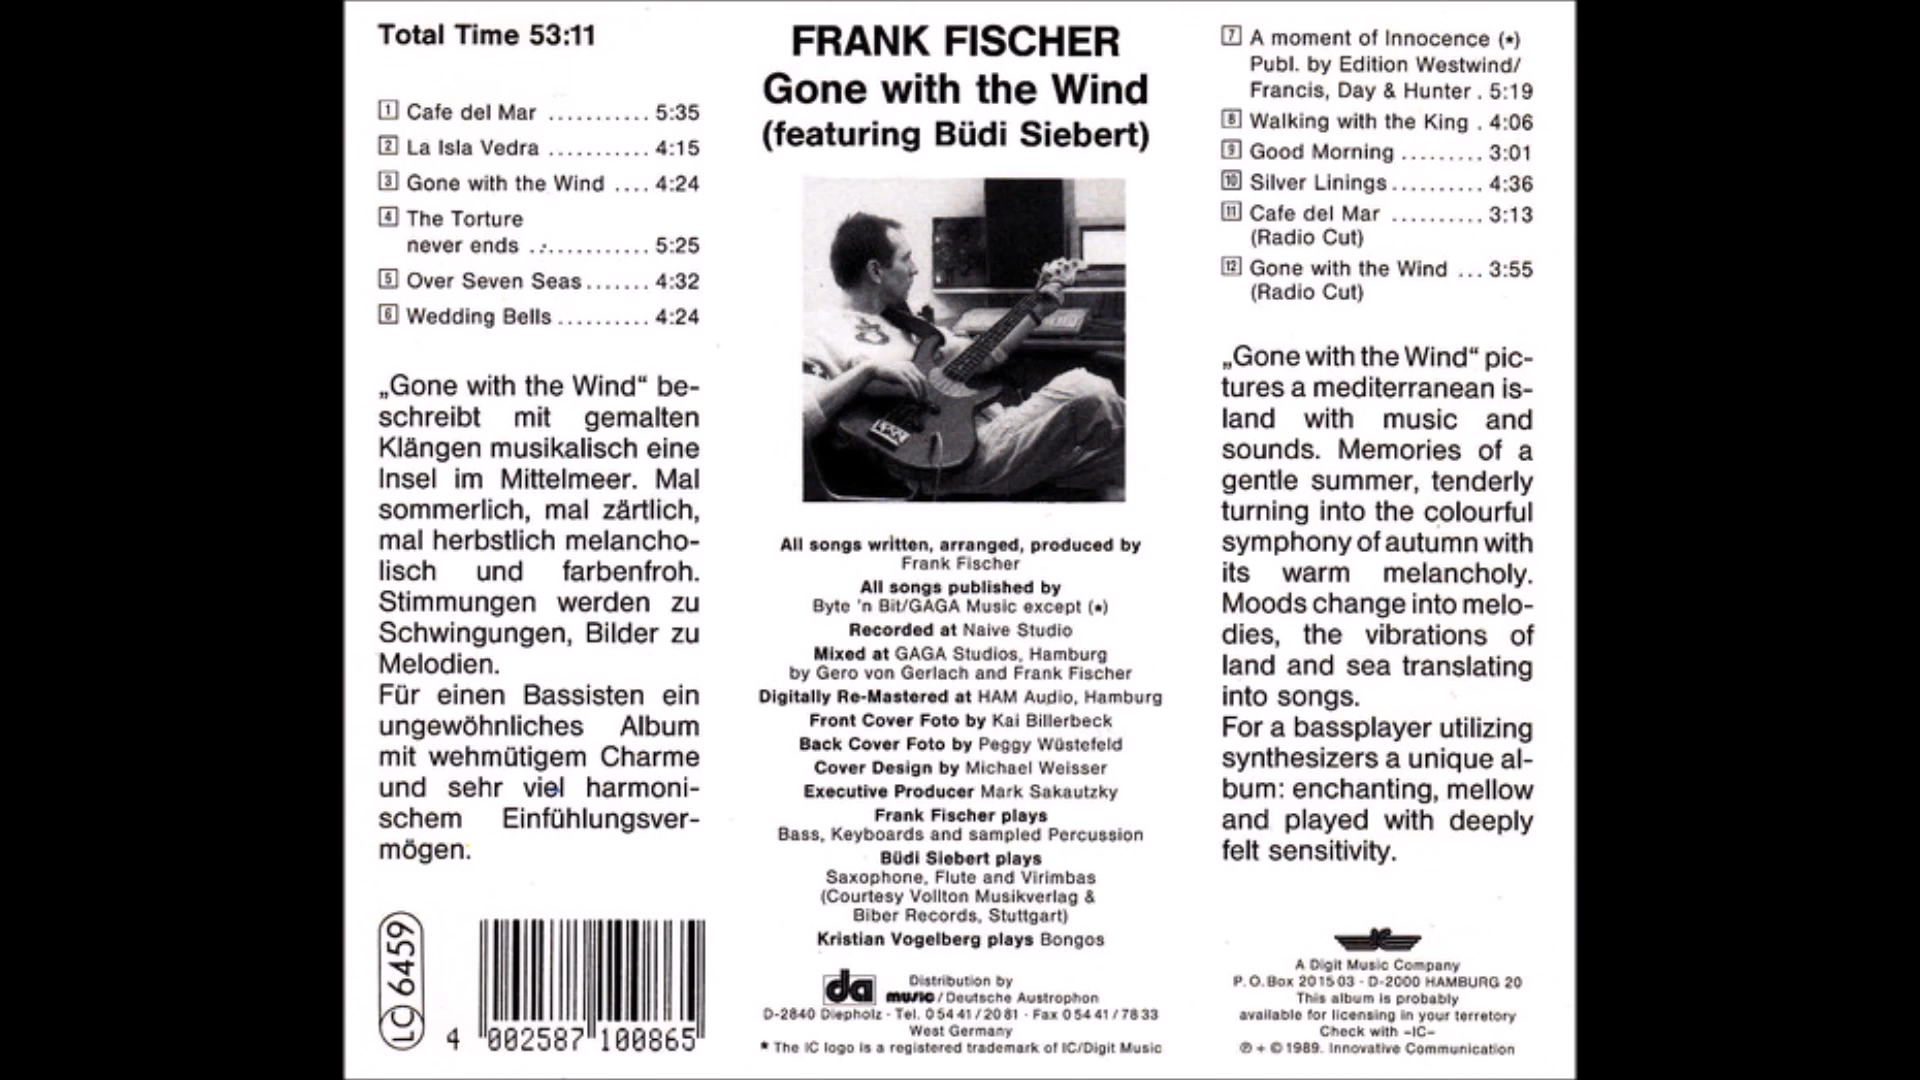 Total Time 53:11
1 Cafe del Mar ........... 5:35
2 La Isla Vedra ........... 4:15
3 Gone with the Wind .... 4:24
4 The Torture
never ends ............ 5:25
5 Over Seven Seas....... 4:32
6 Wedding Bells.......... 4:24
„Gone with the Wind“ be-
schreibt mit gemalten
Klängen musikalisch eine
Insel im Mittelmeer. Mal
sommerlich, mal zärtlich,
mal herbstlich melancho-
lisch und farbenfroh.
Stimmungen werden zu
Schwingungen, Bilder zu
Melodien.
Für einen Bassisten ein
ungewöhnliches Album
mit wehmütigem Charme
und sehr viel harmoni-
schem Einfühlungsver-
mögen.
LC 6459
4 002587 100865
FRANK FISCHER
Gone with the Wind
(featuring Büdi Siebert)
All songs written, arranged, produced by
Frank Fischer
All songs published by
Byte 'n Bit/GAGA Music except (*)
Recorded at Naive Studio
Mixed at GAGA Studios, Hamburg
by Gero von Gerlach and Frank Fischer
Digitally Re-Mastered at HAM Audio, Hamburg
Front Cover Foto by Kai Billerbeck
Back Cover Foto by Peggy Wüstefeld
Cover Design by Michael Weisser
Executive Producer Mark Sakautzky
Frank Fischer plays
Bass, Keyboards and sampled Percussion
Büdi Siebert plays
Saxophone, Flute and Virimbas
(Courtesy Vollton Musikverlag &
Biber Records, Stuttgart)
Kristian Vogelberg plays Bongos
da Distribution by
music / Deutsche Austrophon
D-2840 Diepholz · Tel. 0 54 41 / 20 81 · Fax 0 54 41 / 78 33
West Germany
* The IC logo is a registered trademark of IC/Digit Music
7 A moment of Innocence (*)
Publ. by Edition Westwind/
Francis, Day & Hunter . 5:19
8 Walking with the King . 4:06
9 Good Morning ......... 3:01
10 Silver Linings.......... 4:36
11 Cafe del Mar .......... 3:13
(Radio Cut)
12 Gone with the Wind ... 3:55
(Radio Cut)
„Gone with the Wind“ pic-
tures a mediterranean is-
land with music and
sounds. Memories of a
gentle summer, tenderly
turning into the colourful
symphony of autumn with
its warm melancholy.
Moods change into melo-
dies, the vibrations of
land and sea translating
into songs.
For a bassplayer utilizing
synthesizers a unique al-
bum: enchanting, mellow
and played with deeply
felt sensitivity.
IC
A Digit Music Company
P. O. Box 20 15 03 · D-2000 HAMBURG 20
This album is probably
available for licensing in your terretory
Check with –IC–
℗ + © 1989. Innovative Communication